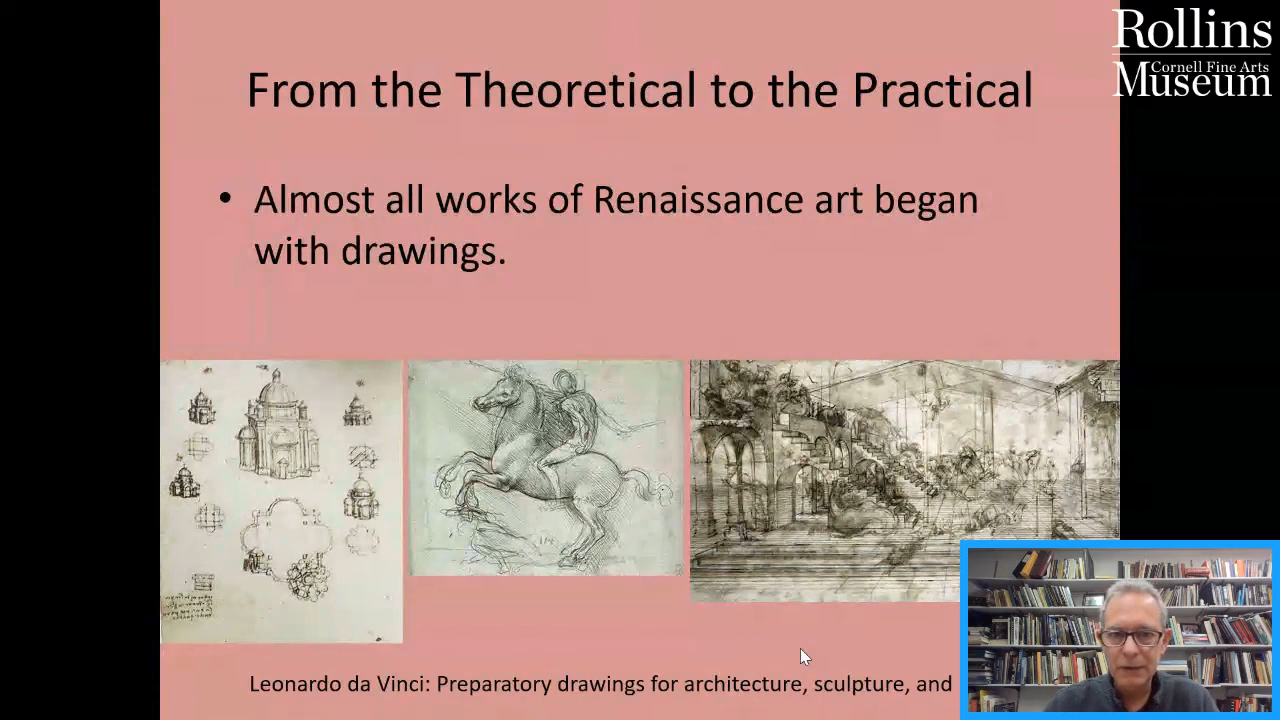 Rollins
Cornell Fine Arts
Museum
From the Theoretical to the Practical
• Almost all works of Renaissance art began
with drawings.
Leonardo da Vinci: Preparatory drawings for architecture, sculpture, and